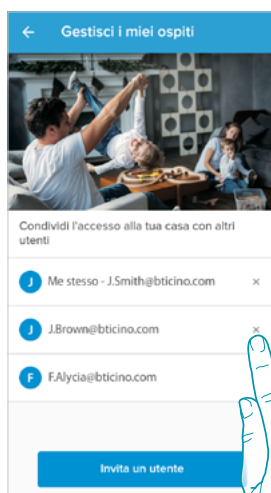 Gestisci i miei ospiti
Condividi l'accesso alla tua casa con altri
utenti
J Me stesso - J.Smith@bticino.com ×
J J.Brown@bticino.com ×
F F.Alycia@bticino.com
Invita un utente